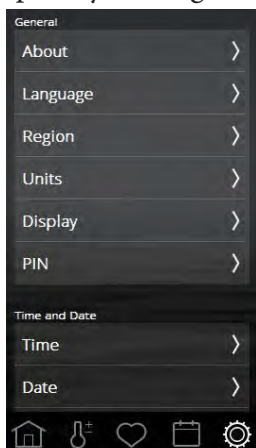 General
About
Language
Region
Units
Display
PIN
Time and Date
Time
Date